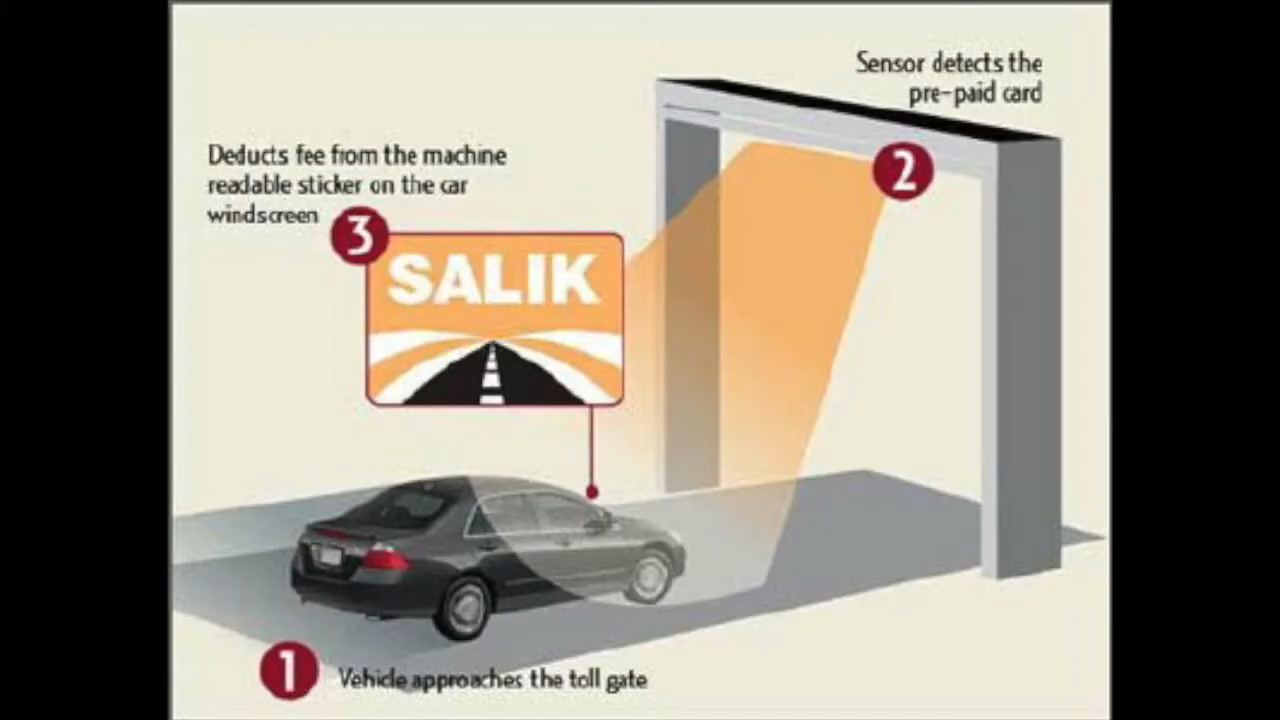 Sensor detects the
pre-paid card
2
Deducts fee from the machine
readable sticker on the car
windscreen
3
SALIK
1
Vehicle approaches the toll gate